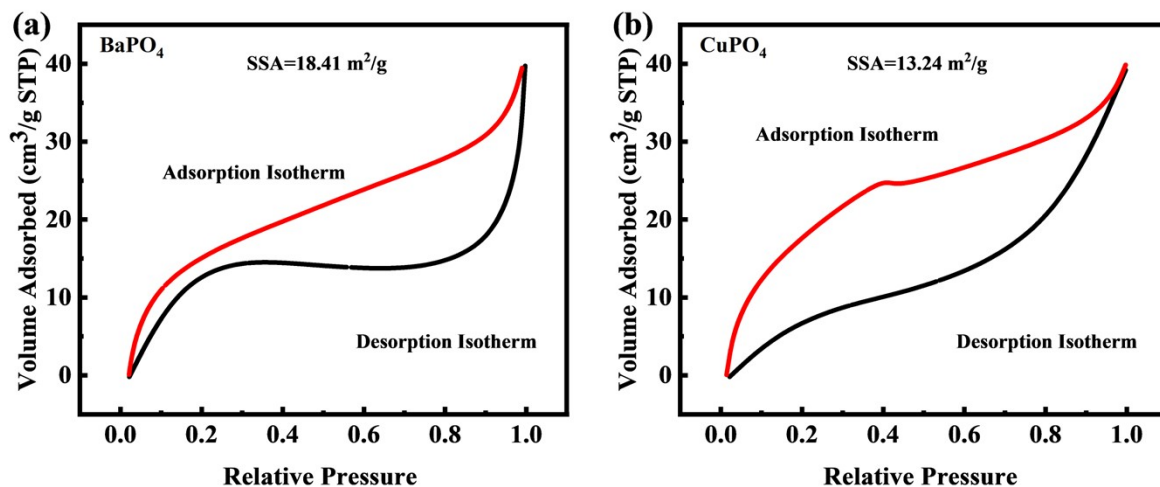 (a)
BaPO₄
SSA=18.41 m²/g
Adsorption Isotherm
Desorption Isotherm
Volume Adsorbed (cm³/g STP)
40
30
20
10
0
0.0 0.2 0.4 0.6 0.8 1.0
Relative Pressure
(b)
CuPO₄
SSA=13.24 m²/g
Adsorption Isotherm
Desorption Isotherm
Volume Adsorbed (cm³/g STP)
40
30
20
10
0
0.0 0.2 0.4 0.6 0.8 1.0
Relative Pressure